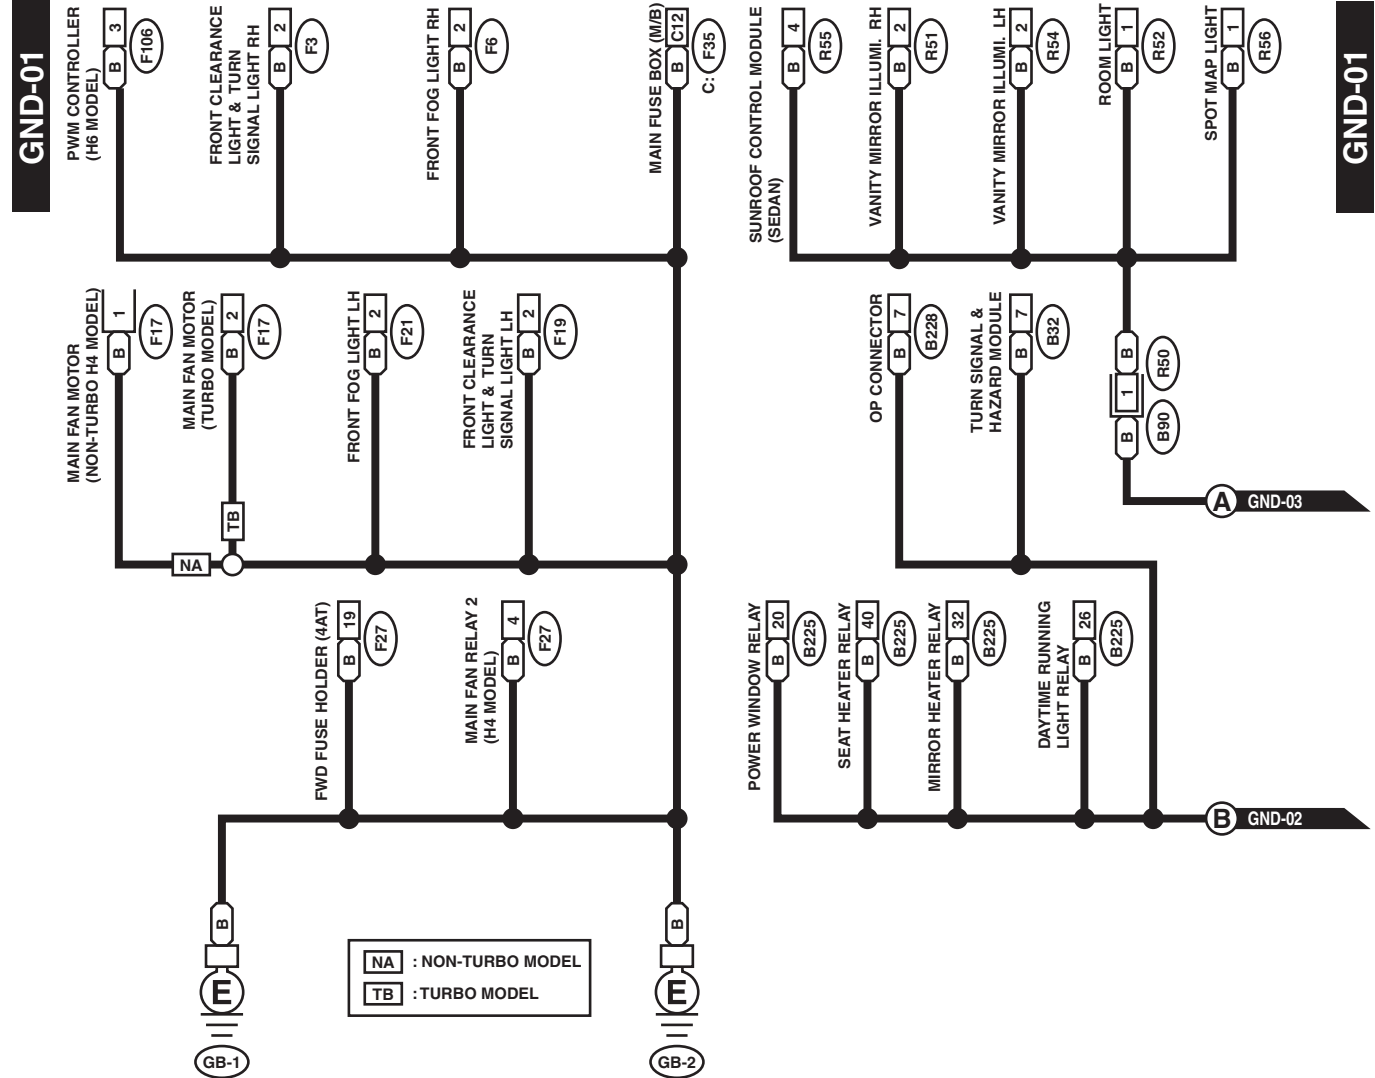 GND-01
PWM CONTROLLER
(H6 MODEL)
3
B
F106
FRONT CLEARANCE
LIGHT & TURN
SIGNAL LIGHT RH
2
B
F3
FRONT FOG LIGHT RH
2
B
F6
MAIN FUSE BOX (M/B)
C12
B
C: F35
SUNROOF CONTROL MODULE
(SEDAN)
4
B
R55
VANITY MIRROR ILLUMI. RH
2
B
R51
VANITY MIRROR ILLUMI. LH
2
B
R54
ROOM LIGHT
1
B
R52
SPOT MAP LIGHT
1
B
R56
GND-01
MAIN FAN MOTOR
(NON-TURBO H4 MODEL)
1
B
F17
MAIN FAN MOTOR
(TURBO MODEL)
2
B
F17
TB
NA
FRONT FOG LIGHT LH
2
B
F21
FRONT CLEARANCE
LIGHT & TURN
SIGNAL LIGHT LH
2
B
F19
OP CONNECTOR
7
B
B228
TURN SIGNAL &
HAZARD MODULE
7
B
B32
B
R50
1
B
B90
A GND-03
FWD FUSE HOLDER (4AT)
19
B
F27
MAIN FAN RELAY 2
(H4 MODEL)
4
B
F27
POWER WINDOW RELAY
20
B
B225
SEAT HEATER RELAY
40
B
B225
MIRROR HEATER RELAY
32
B
B225
DAYTIME RUNNING
LIGHT RELAY
26
B
B225
B GND-02
B
E
GB-1
NA : NON-TURBO MODEL
TB : TURBO MODEL
B
E
GB-2